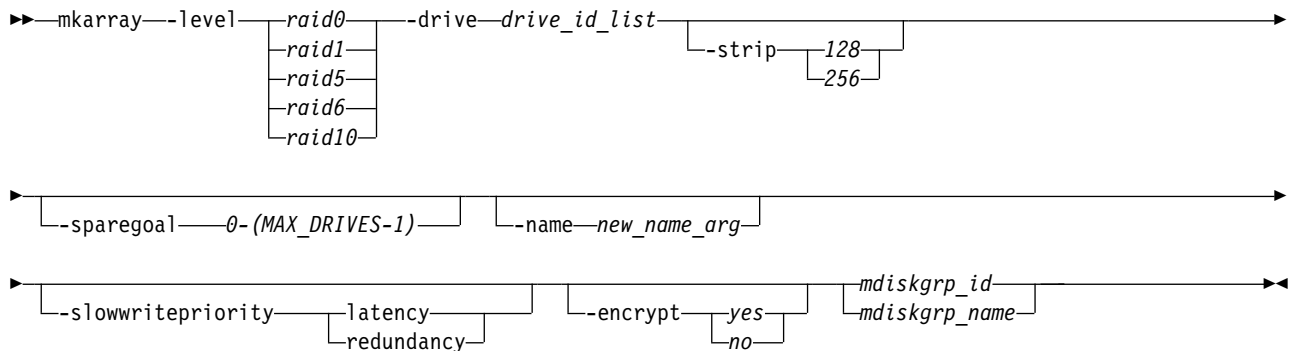 mkarray -level raid0 -drive drive_id_list
raid1 -strip 128
raid5 256
raid6
raid10
-sparegoal 0-(MAX_DRIVES-1) -name new_name_arg
mdiskgrp_id
-slowwritepriority latency -encrypt yes mdiskgrp_name
redundancy no